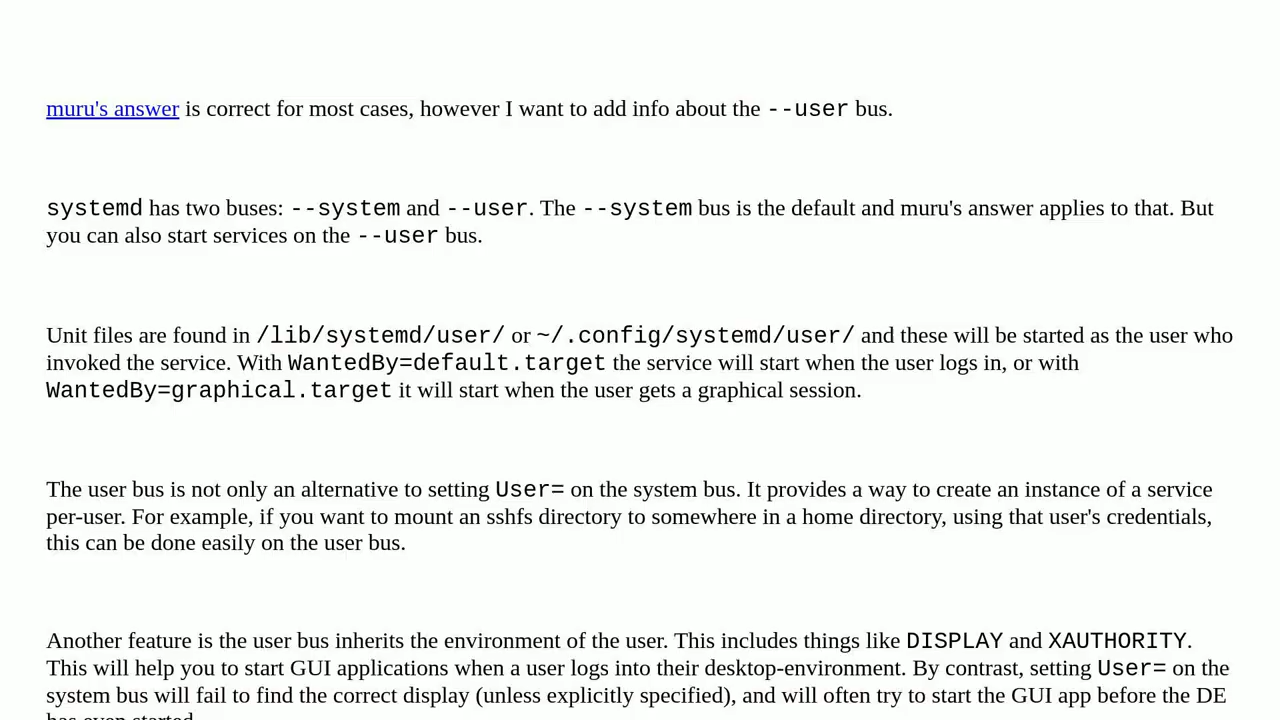 muru's answer is correct for most cases, however I want to add info about the --user bus.
systemd has two buses: --system and --user. The --system bus is the default and muru's answer applies to that. But
you can also start services on the --user bus.
Unit files are found in /lib/systemd/user/ or ~/.config/systemd/user/ and these will be started as the user who
invoked the service. With WantedBy=default.target the service will start when the user logs in, or with
WantedBy=graphical.target it will start when the user gets a graphical session.
The user bus is not only an alternative to setting User= on the system bus. It provides a way to create an instance of a service
per-user. For example, if you want to mount an sshfs directory to somewhere in a home directory, using that user's credentials,
this can be done easily on the user bus.
Another feature is the user bus inherits the environment of the user. This includes things like DISPLAY and XAUTHORITY.
This will help you to start GUI applications when a user logs into their desktop-environment. By contrast, setting User= on the
system bus will fail to find the correct display (unless explicitly specified), and will often try to start the GUI app before the DE
has even started.